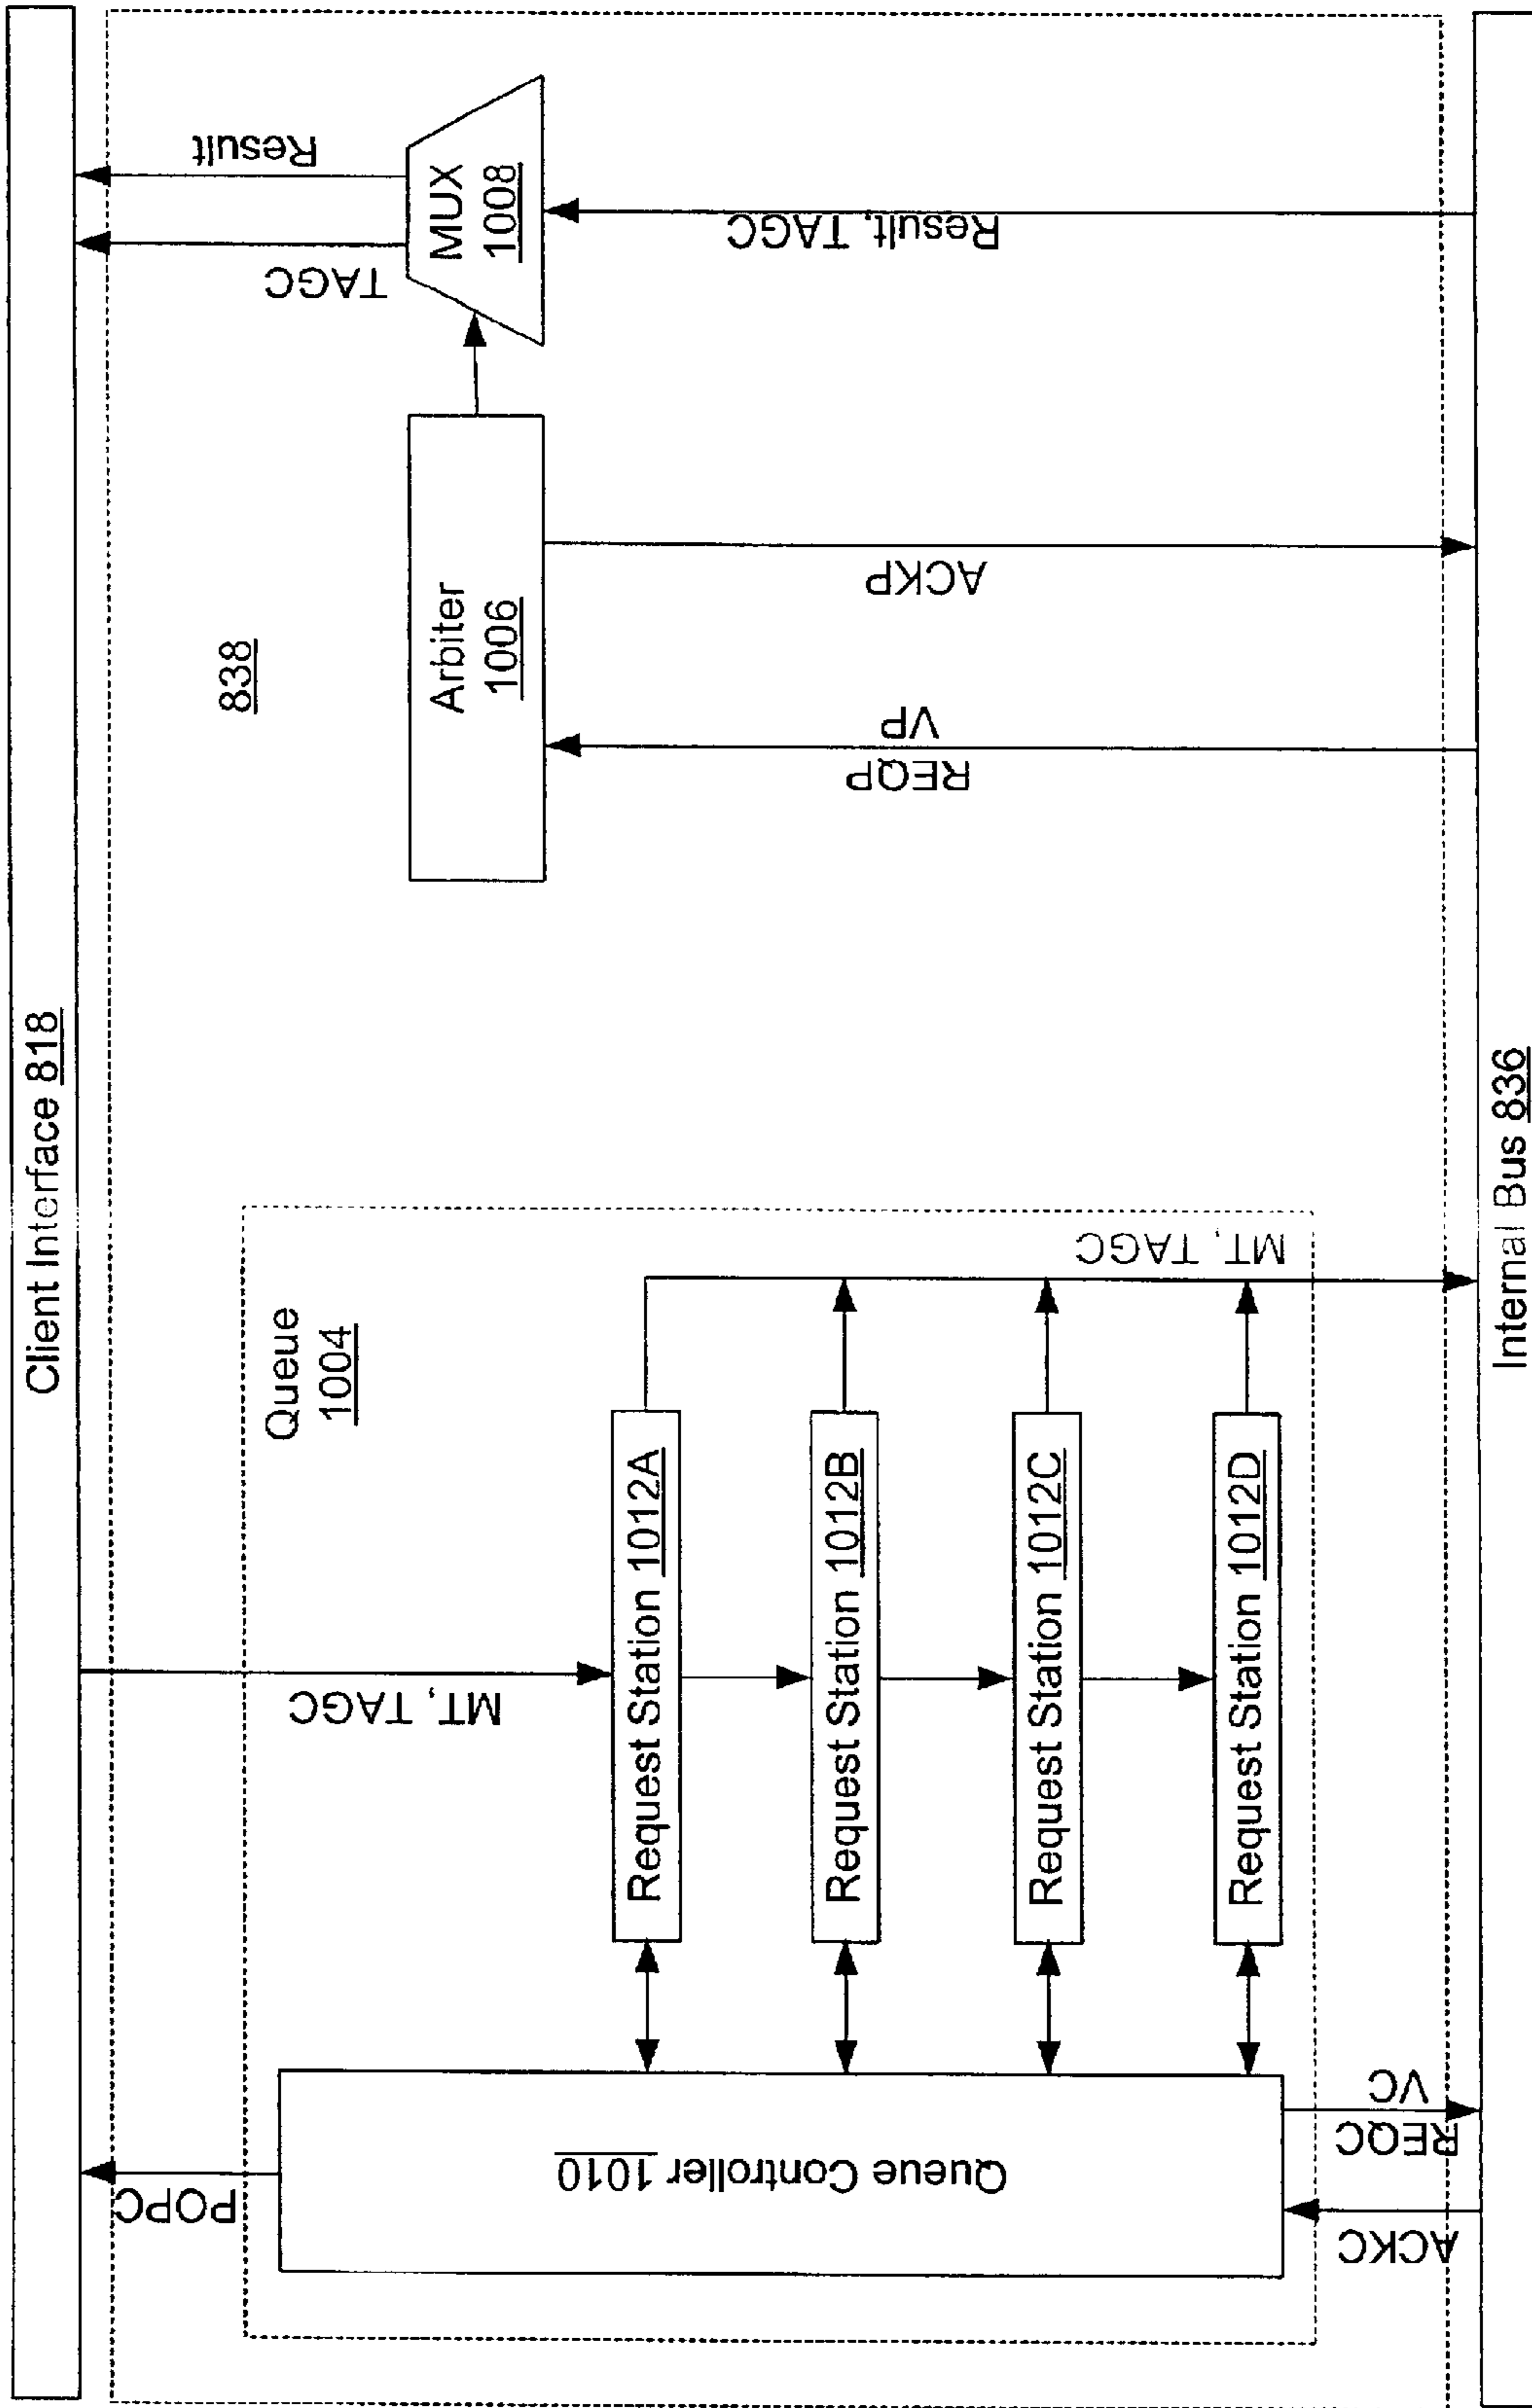 Client Interface 818
POPC
MT, TAGC
TAGC
Result
Queue
1004
838
Queue Controller 1010
Request Station 1012A
Request Station 1012B
Request Station 1012C
Request Station 1012D
MT, TAGC
Arbiter
1006
MUX
1008
REQP
VP
ACKP
Result, TAGC
ACKC
REQC
VC
Internal Bus 836